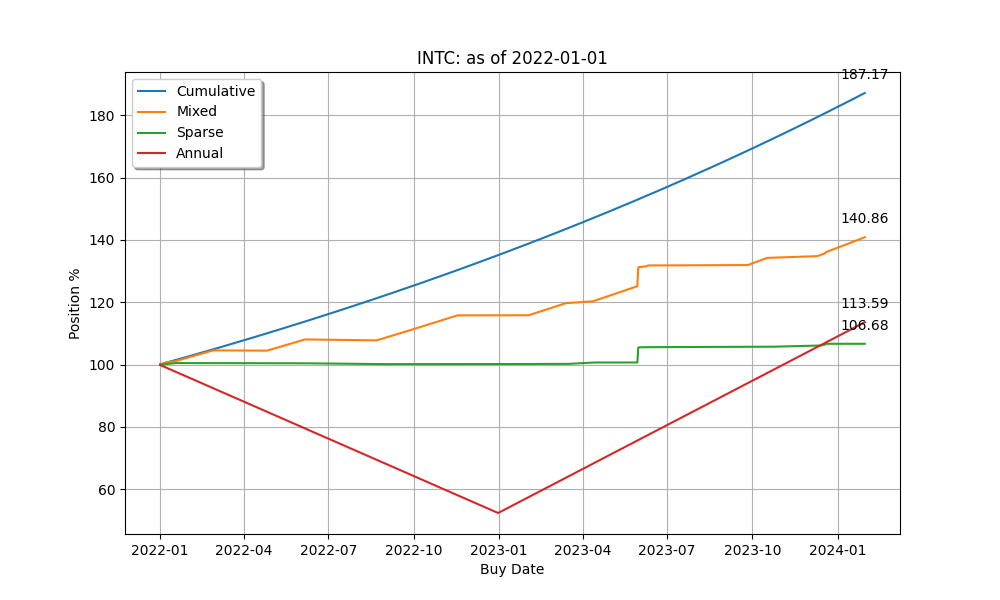 INTC: as of 2022-01-01
Cumulative
Mixed
Sparse
Annual
187.17
140.86
113.59
106.68
180
160
140
120
100
80
60
Position %
2022-01 2022-04 2022-07 2022-10 2023-01 2023-04 2023-07 2023-10 2024-01
Buy Date